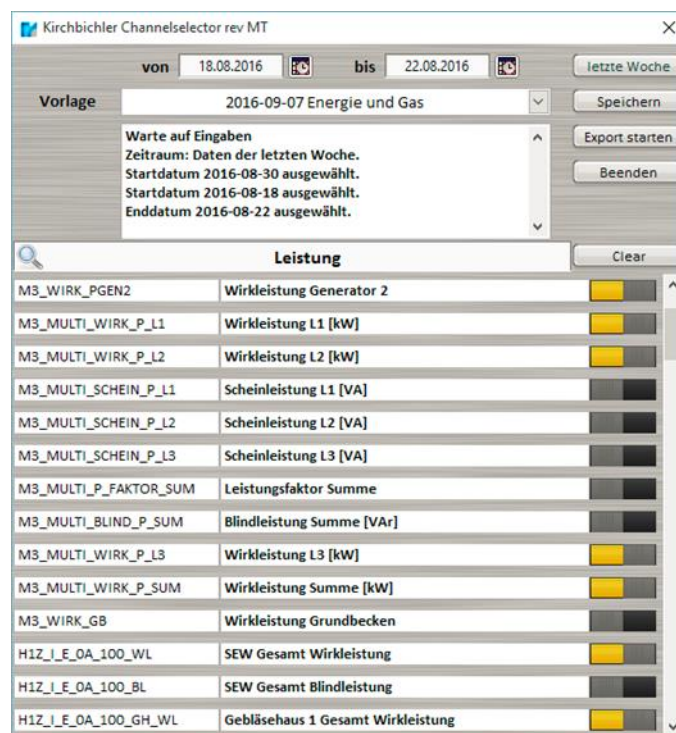 Kirchbichler Channelselector rev MT
von 18.08.2016 bis 22.08.2016 letzte Woche
Vorlage 2016-09-07 Energie und Gas Speichern
Warte auf Eingaben
Zeitraum: Daten der letzten Woche.
Startdatum 2016-08-30 ausgewählt.
Startdatum 2016-08-18 ausgewählt.
Enddatum 2016-08-22 ausgewählt.
Export starten
Beenden
Leistung Clear
M3_WIRK_PGEN2 Wirkleistung Generator 2
M3_MULTI_WIRK_P_L1 Wirkleistung L1 [kW]
M3_MULTI_WIRK_P_L2 Wirkleistung L2 [kW]
M3_MULTI_SCHEIN_P_L1 Scheinleistung L1 [VA]
M3_MULTI_SCHEIN_P_L2 Scheinleistung L2 [VA]
M3_MULTI_SCHEIN_P_L3 Scheinleistung L3 [VA]
M3_MULTI_P_FAKTOR_SUM Leistungsfaktor Summe
M3_MULTI_BLIND_P_SUM Blindleistung Summe [VAr]
M3_MULTI_WIRK_P_L3 Wirkleistung L3 [kW]
M3_MULTI_WIRK_P_SUM Wirkleistung Summe [kW]
M3_WIRK_GB Wirkleistung Grundbecken
H1Z_I_E_0A_100_WL SEW Gesamt Wirkleistung
H1Z_I_E_0A_100_BL SEW Gesamt Blindleistung
H1Z_I_E_0A_100_GH_WL Gebläsehaus 1 Gesamt Wirkleistung